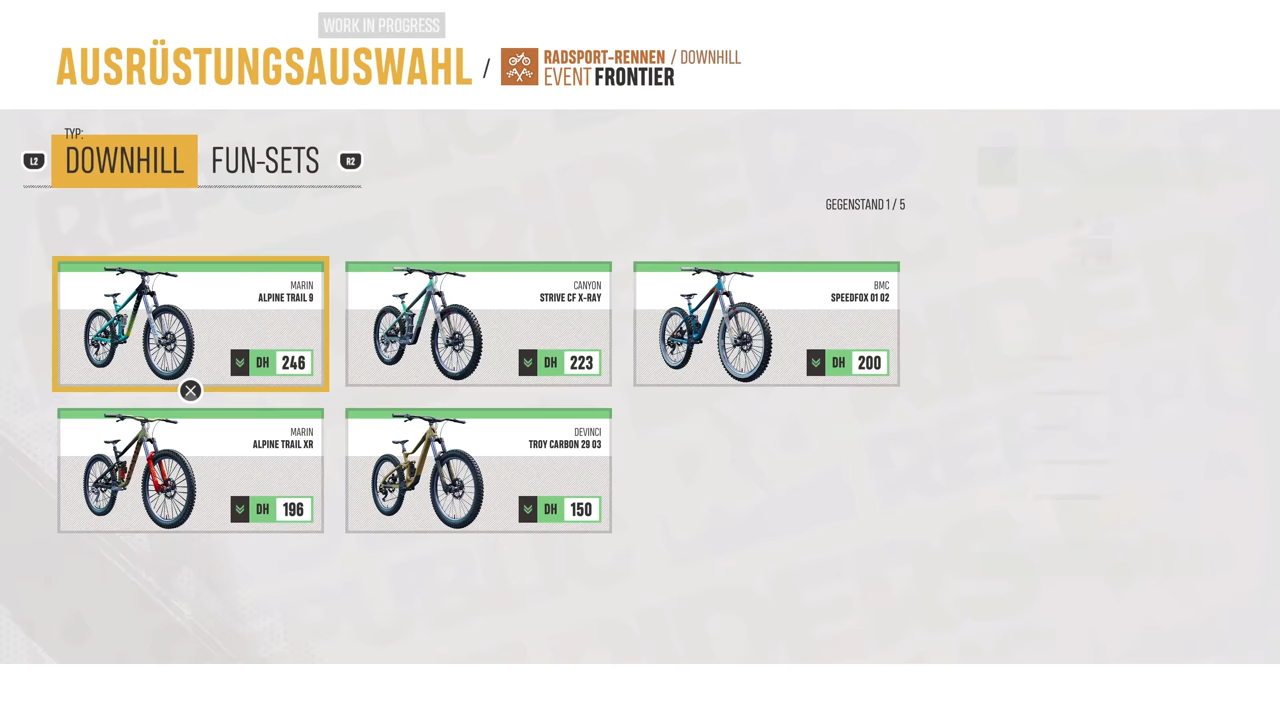 WORK IN PROGRESS
AUSRÜSTUNGSAUSWAHL / RADSPORT-RENNEN / DOWNHILL
EVENT FRONTIER
TYP:
L2 DOWNHILL FUN-SETS R2
GEGENSTAND 1 / 5
MARIN
ALPINE TRAIL 9
DH 246
CANYON
STRIVE CF X-RAY
DH 223
BMC
SPEEDFOX 01 02
DH 200
MARIN
ALPINE TRAIL XR
DH 196
DEVINCI
TROY CARBON 29 03
DH 150